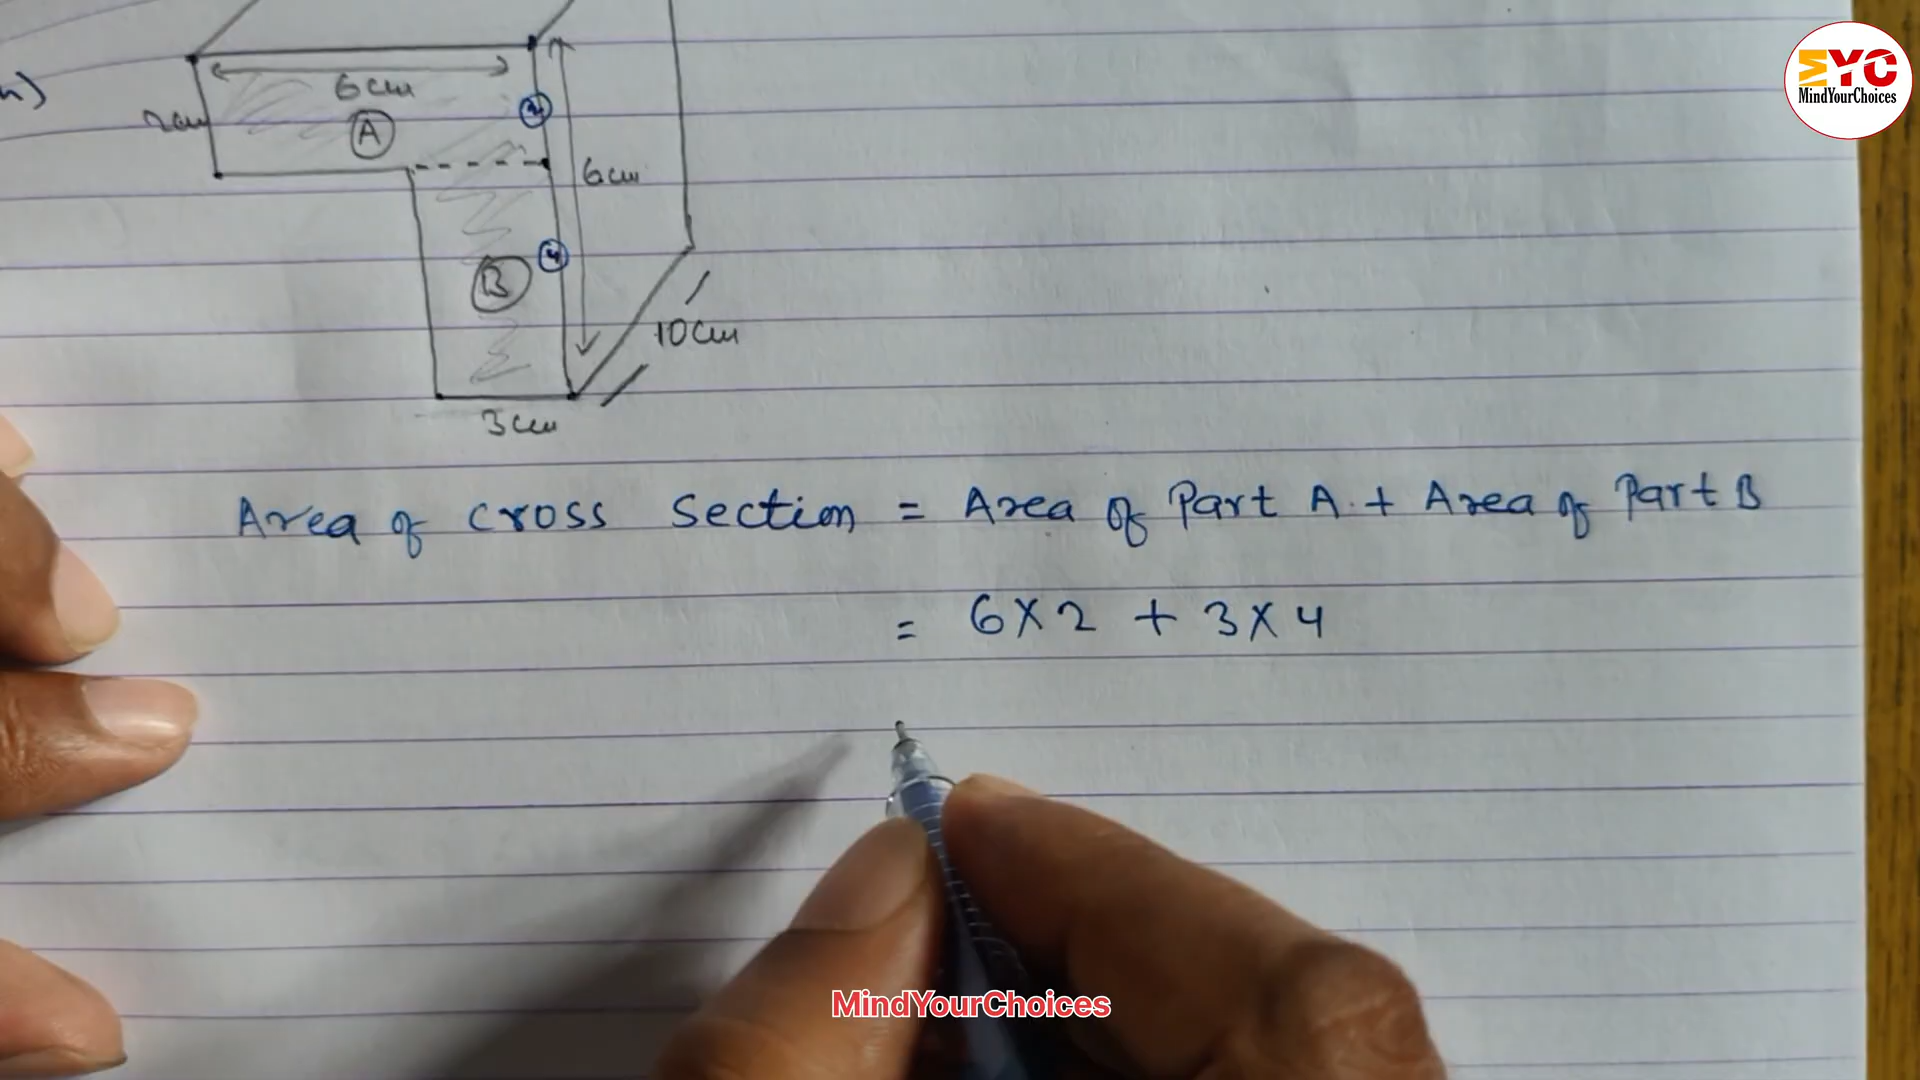 MYC
MindYourChoices
6cm
2cm
A
2
6cm
4
B
10cm
3cm
Area of cross section = Area of Part A + Area of Part B
= 6×2 + 3×4
MindYourChoices